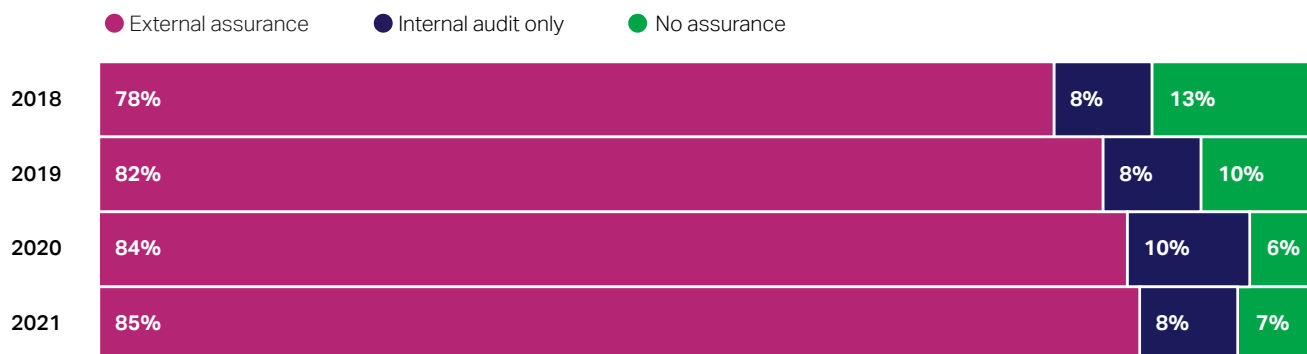 External assurance Internal audit only No assurance
2018 78% 8% 13%
2019 82% 8% 10%
2020 84% 10% 6%
2021 85% 8% 7%